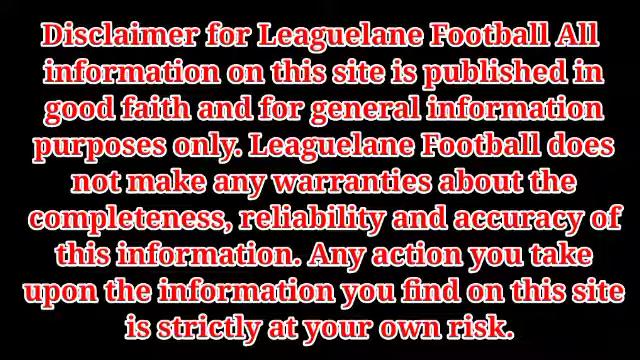 Disclaimer for Leaguelane Football All
information on this site is published in
good faith and for general information
purposes only. Leaguelane Football does
not make any warranties about the
completeness, reliability and accuracy of
this information. Any action you take
upon the information you find on this site
is strictly at your own risk.